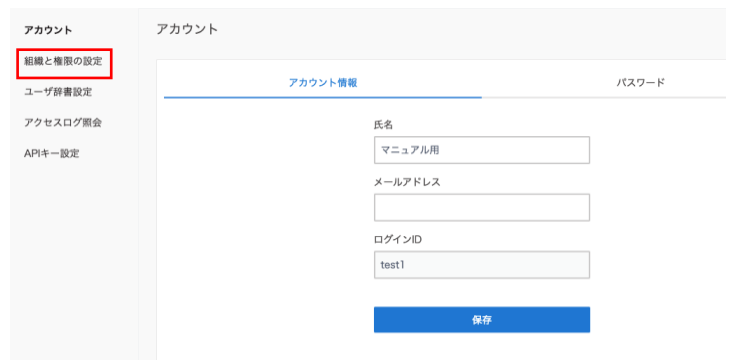 アカウント
組織と権限の設定
ユーザ辞書設定
アクセスログ照会
APIキー設定
アカウント
アカウント情報
パスワード
氏名
マニュアル用
メールアドレス
ログインID
test1
保存